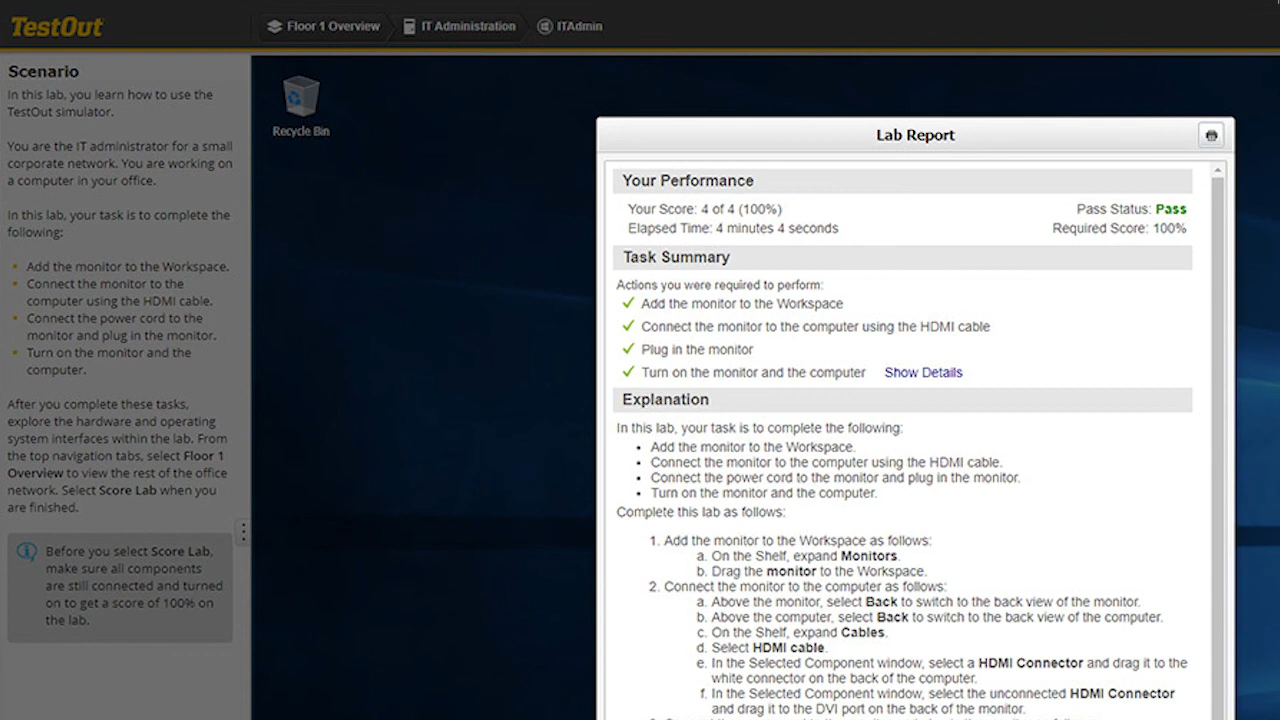 TestOut
Floor 1 Overview
IT Administration
ITAdmin
Scenario
In this lab, you learn how to use the
TestOut simulator.
You are the IT administrator for a small
corporate network. You are working on
a computer in your office.
In this lab, your task is to complete the
following:
• Add the monitor to the Workspace.
• Connect the monitor to the
computer using the HDMI cable.
• Connect the power cord to the
monitor and plug in the monitor.
• Turn on the monitor and the
computer.
After you complete these tasks,
explore the hardware and operating
system interfaces within the lab. From
the top navigation tabs, select Floor 1
Overview to view the rest of the office
network. Select Score Lab when you
are finished.
Before you select Score Lab,
make sure all components
are still connected and turned
on to get a score of 100% on
the lab.
Recycle Bin
Lab Report
Your Performance
Your Score: 4 of 4 (100%)
Pass Status: Pass
Elapsed Time: 4 minutes 4 seconds
Required Score: 100%
Task Summary
Actions you were required to perform:
Add the monitor to the Workspace
Connect the monitor to the computer using the HDMI cable
Plug in the monitor
Turn on the monitor and the computer Show Details
Explanation
In this lab, your task is to complete the following:
• Add the monitor to the Workspace.
• Connect the monitor to the computer using the HDMI cable.
• Connect the power cord to the monitor and plug in the monitor.
• Turn on the monitor and the computer.
Complete this lab as follows:
1. Add the monitor to the Workspace as follows:
a. On the Shelf, expand Monitors.
b. Drag the monitor to the Workspace.
2. Connect the monitor to the computer as follows:
a. Above the monitor, select Back to switch to the back view of the monitor.
b. Above the computer, select Back to switch to the back view of the computer.
c. On the Shelf, expand Cables.
d. Select HDMI cable.
e. In the Selected Component window, select a HDMI Connector and drag it to the
white connector on the back of the computer.
f. In the Selected Component window, select the unconnected HDMI Connector
and drag it to the DVI port on the back of the monitor.